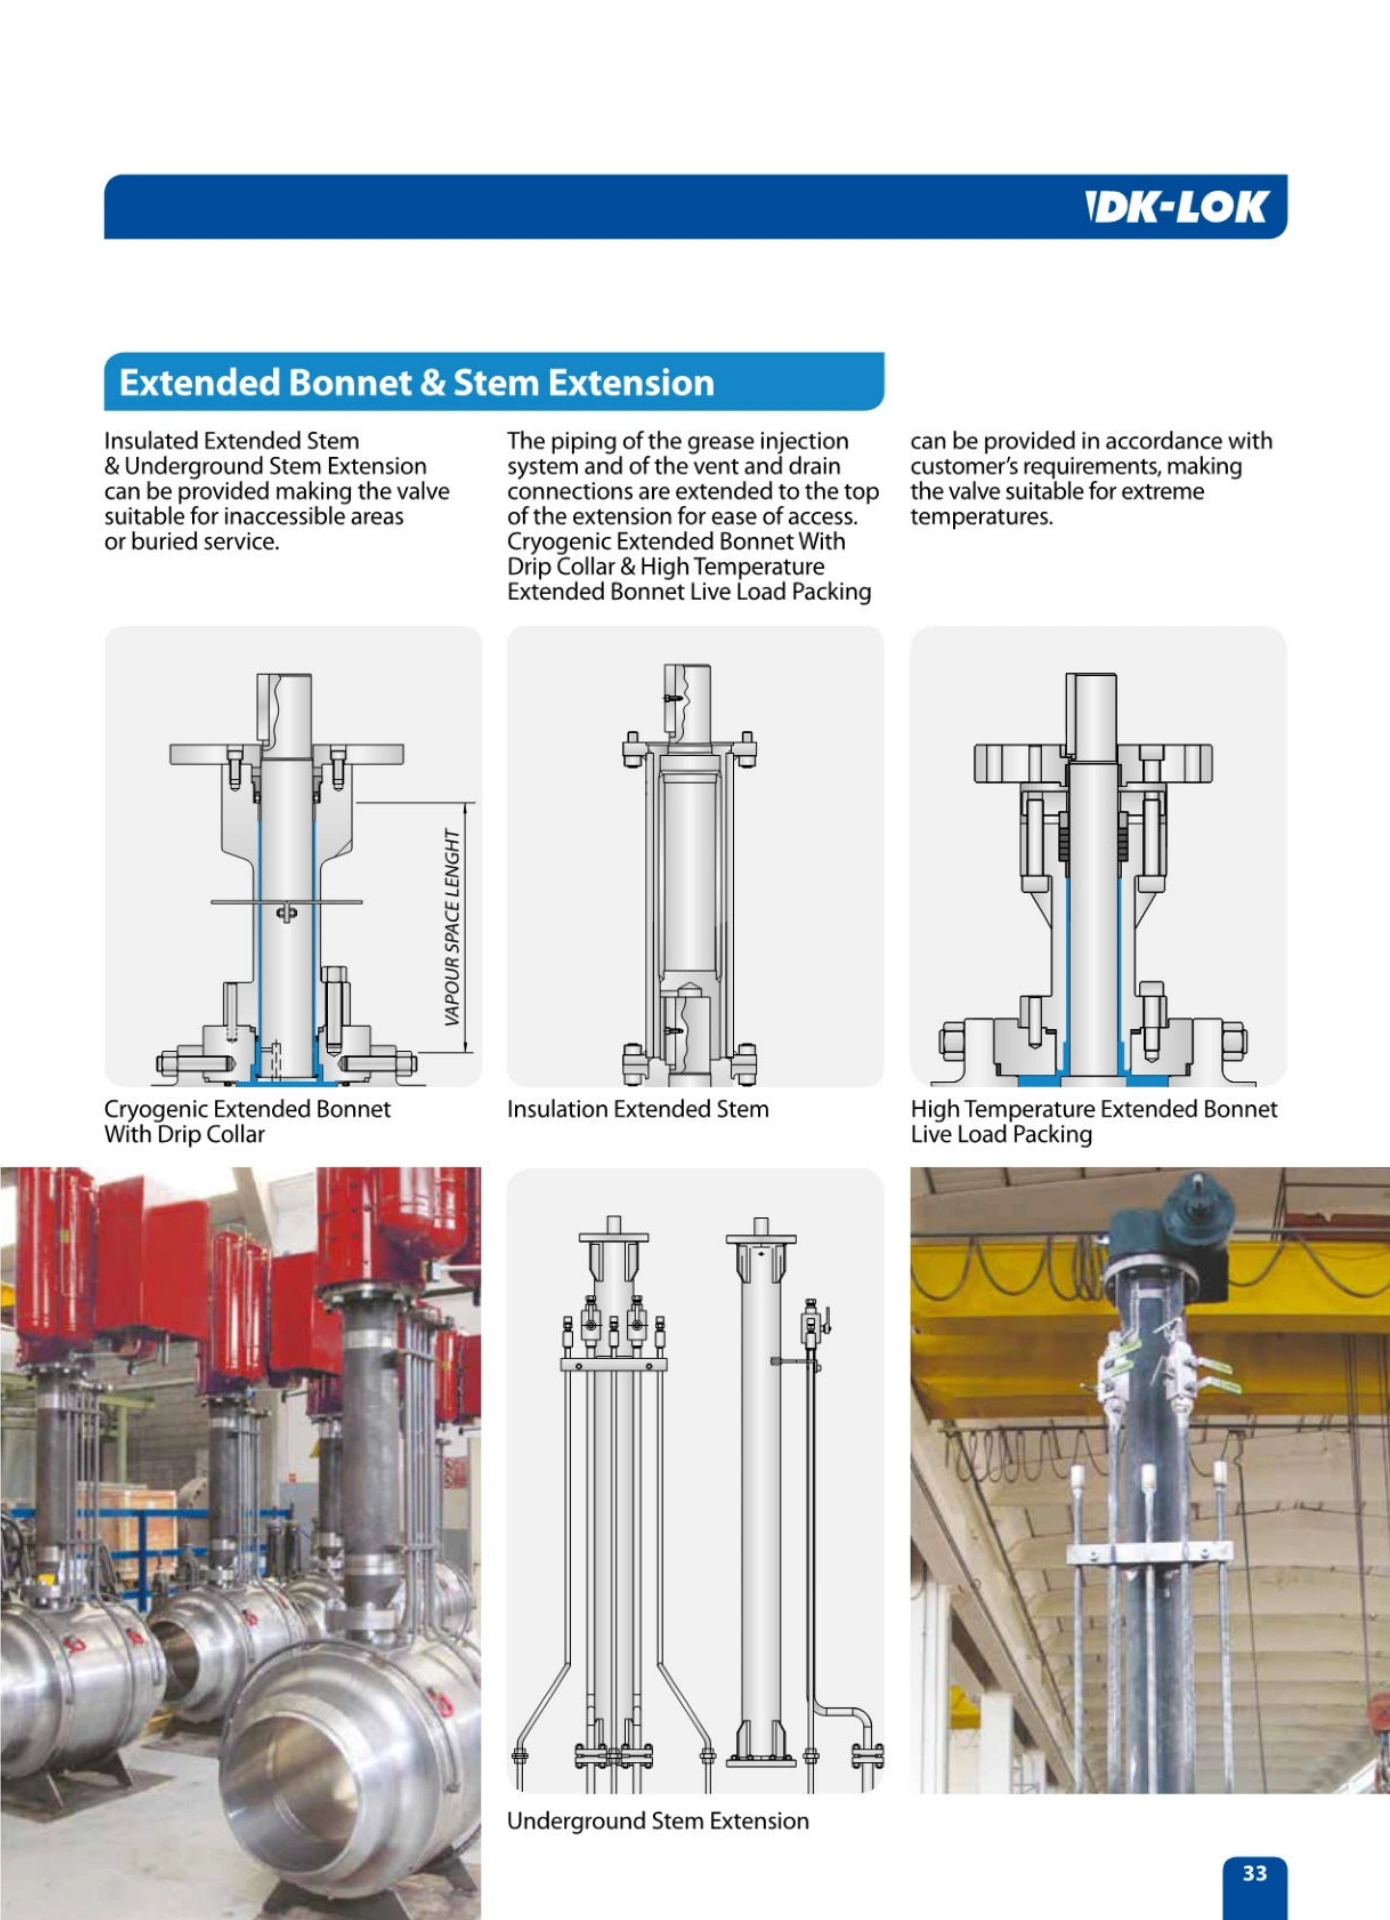 DK-LOK
Extended Bonnet & Stem Extension
Insulated Extended Stem
& Underground Stem Extension
can be provided making the valve
suitable for inaccessible areas
or buried service.
The piping of the grease injection
system and of the vent and drain
connections are extended to the top
of the extension for ease of access.
Cryogenic Extended Bonnet With
Drip Collar & High Temperature
Extended Bonnet Live Load Packing
can be provided in accordance with
customer's requirements, making
the valve suitable for extreme
temperatures.
VAPOUR SPACE LENGHT
Cryogenic Extended Bonnet
With Drip Collar
Insulation Extended Stem
High Temperature Extended Bonnet
Live Load Packing
Underground Stem Extension
33